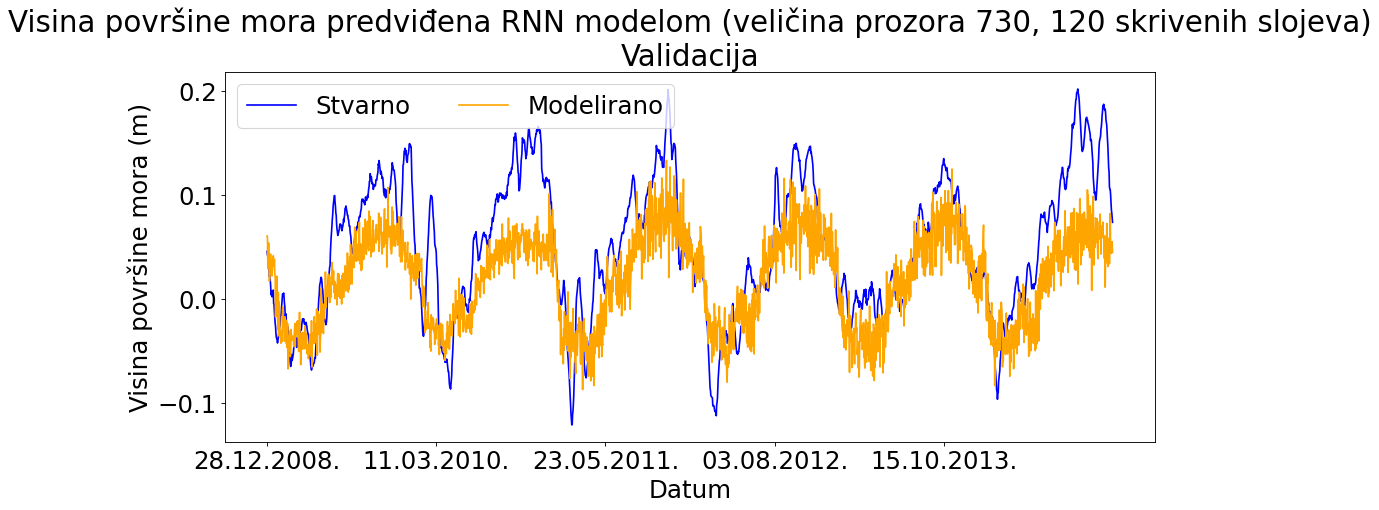 Visina površine mora predviđena RNN modelom (veličina prozora 730, 120 skrivenih slojeva)
Validacija
Stvarno
Modelirano
Visina površine mora (m)
0.2
0.1
0.0
−0.1
28.12.2008.
11.03.2010.
23.05.2011.
03.08.2012.
15.10.2013.
Datum